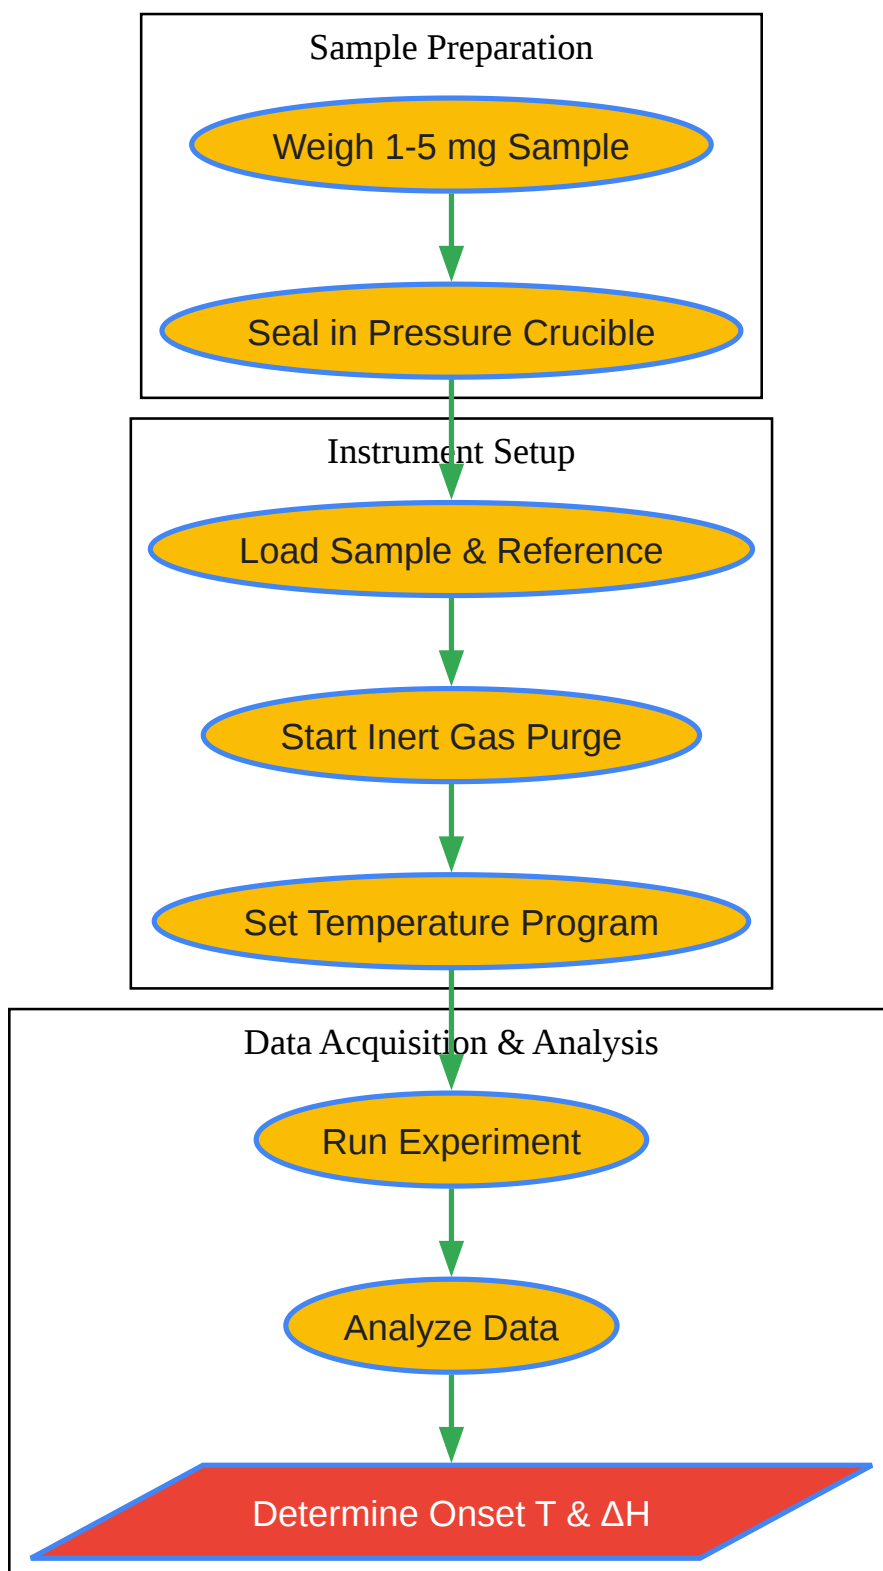 Sample Preparation
Weigh 1-5 mg Sample
Seal in Pressure Crucible
Instrument Setup
Load Sample & Reference
Start Inert Gas Purge
Set Temperature Program
Data Acquisition & Analysis
Run Experiment
Analyze Data
Determine Onset T & ΔH